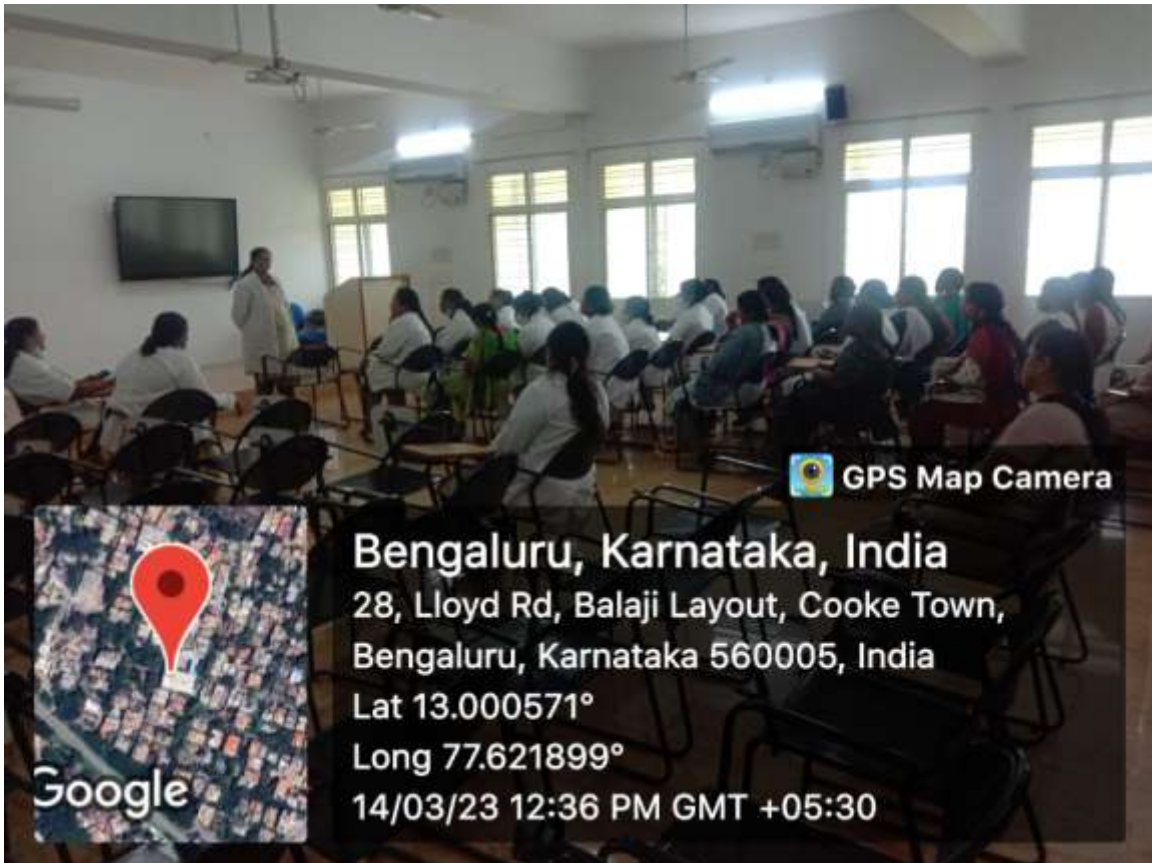 GPS Map Camera
Bengaluru, Karnataka, India
28, Lloyd Rd, Balaji Layout, Cooke Town,
Bengaluru, Karnataka 560005, India
Lat 13.000571°
Long 77.621899°
14/03/23 12:36 PM GMT +05:30
Google